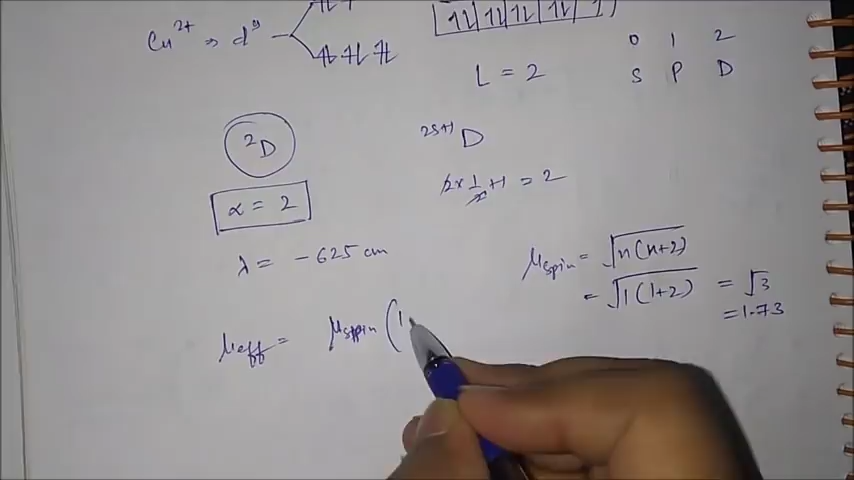 Cu²⁺ ⇒ d⁹
⥮ ⥮ ⥮
1l 1l 1l 1l 1
L = 2
0 1 2
S P D
²D
²ˢ⁺¹D
α = 2
2 × 1/2 + 1 = 2
λ = -625 cm
μspin = √n(n+2)
= √1(1+2) = √3
= 1.73
μeff = μspin (1